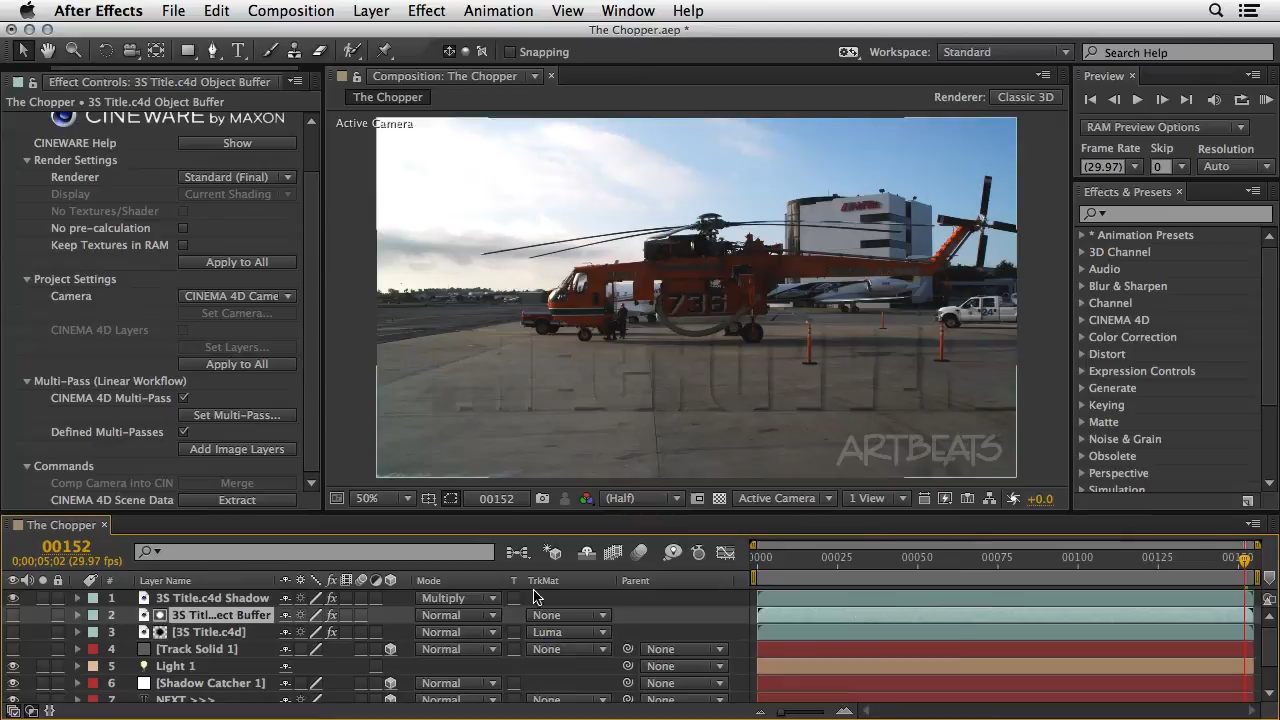 After Effects File Edit Composition Layer Effect Animation View Window Help
The Chopper.aep *
Snapping
Workspace: Standard
Search Help
Effect Controls: 3S Title.c4d Object Buffer
The Chopper • 3S Title.c4d Object Buffer
CINEWARE by MAXON
CINEWARE Help Show
Render Settings
Renderer Standard (Final)
Display Current Shading
No Textures/Shader
No pre-calculation
Keep Textures in RAM
Apply to All
Project Settings
Camera CINEMA 4D Came
Set Camera...
CINEMA 4D Layers
Set Layers...
Apply to All
Multi-Pass (Linear Workflow)
CINEMA 4D Multi-Pass
Set Multi-Pass...
Defined Multi-Passes
Add Image Layers
Commands
Comp Camera into CIN Merge
CINEMA 4D Scene Data Extract
Composition: The Chopper
The Chopper
Renderer: Classic 3D
Active Camera
736
24
ARTBEATS
50% 00152 (Half) Active Camera 1 View +0.0
Preview
RAM Preview Options
Frame Rate Skip Resolution
(29.97) 0 Auto
Effects & Presets
* Animation Presets
3D Channel
Audio
Blur & Sharpen
Channel
CINEMA 4D
Color Correction
Distort
Expression Controls
Generate
Keying
Matte
Noise & Grain
Obsolete
Perspective
Simulation
The Chopper
00152
0;00;05;02 (29.97 fps)
0000 00025 00050 00075 00100 00125
# Layer Name Mode T TrkMat Parent
1 3S Title.c4d Shadow Multiply
2 3S Titl...ect Buffer Normal None
3 [3S Title.c4d] Normal Luma
4 [Track Solid 1] Normal None None
5 Light 1 None
6 [Shadow Catcher 1] Normal None
7 NEXT >>> Normal None None